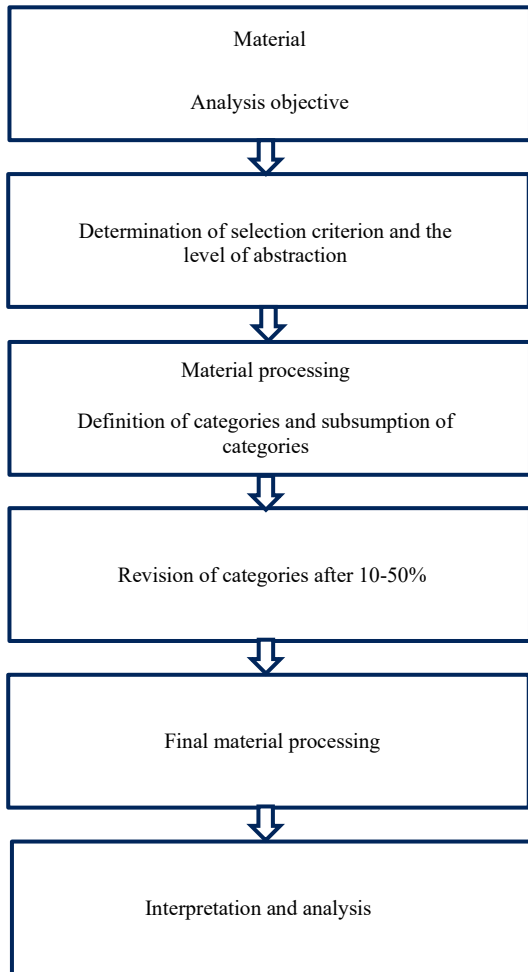 Material
Analysis objective
Determination of selection criterion and the
level of abstraction
Material processing
Definition of categories and subsumption of
categories
Revision of categories after 10-50%
Final material processing
Interpretation and analysis